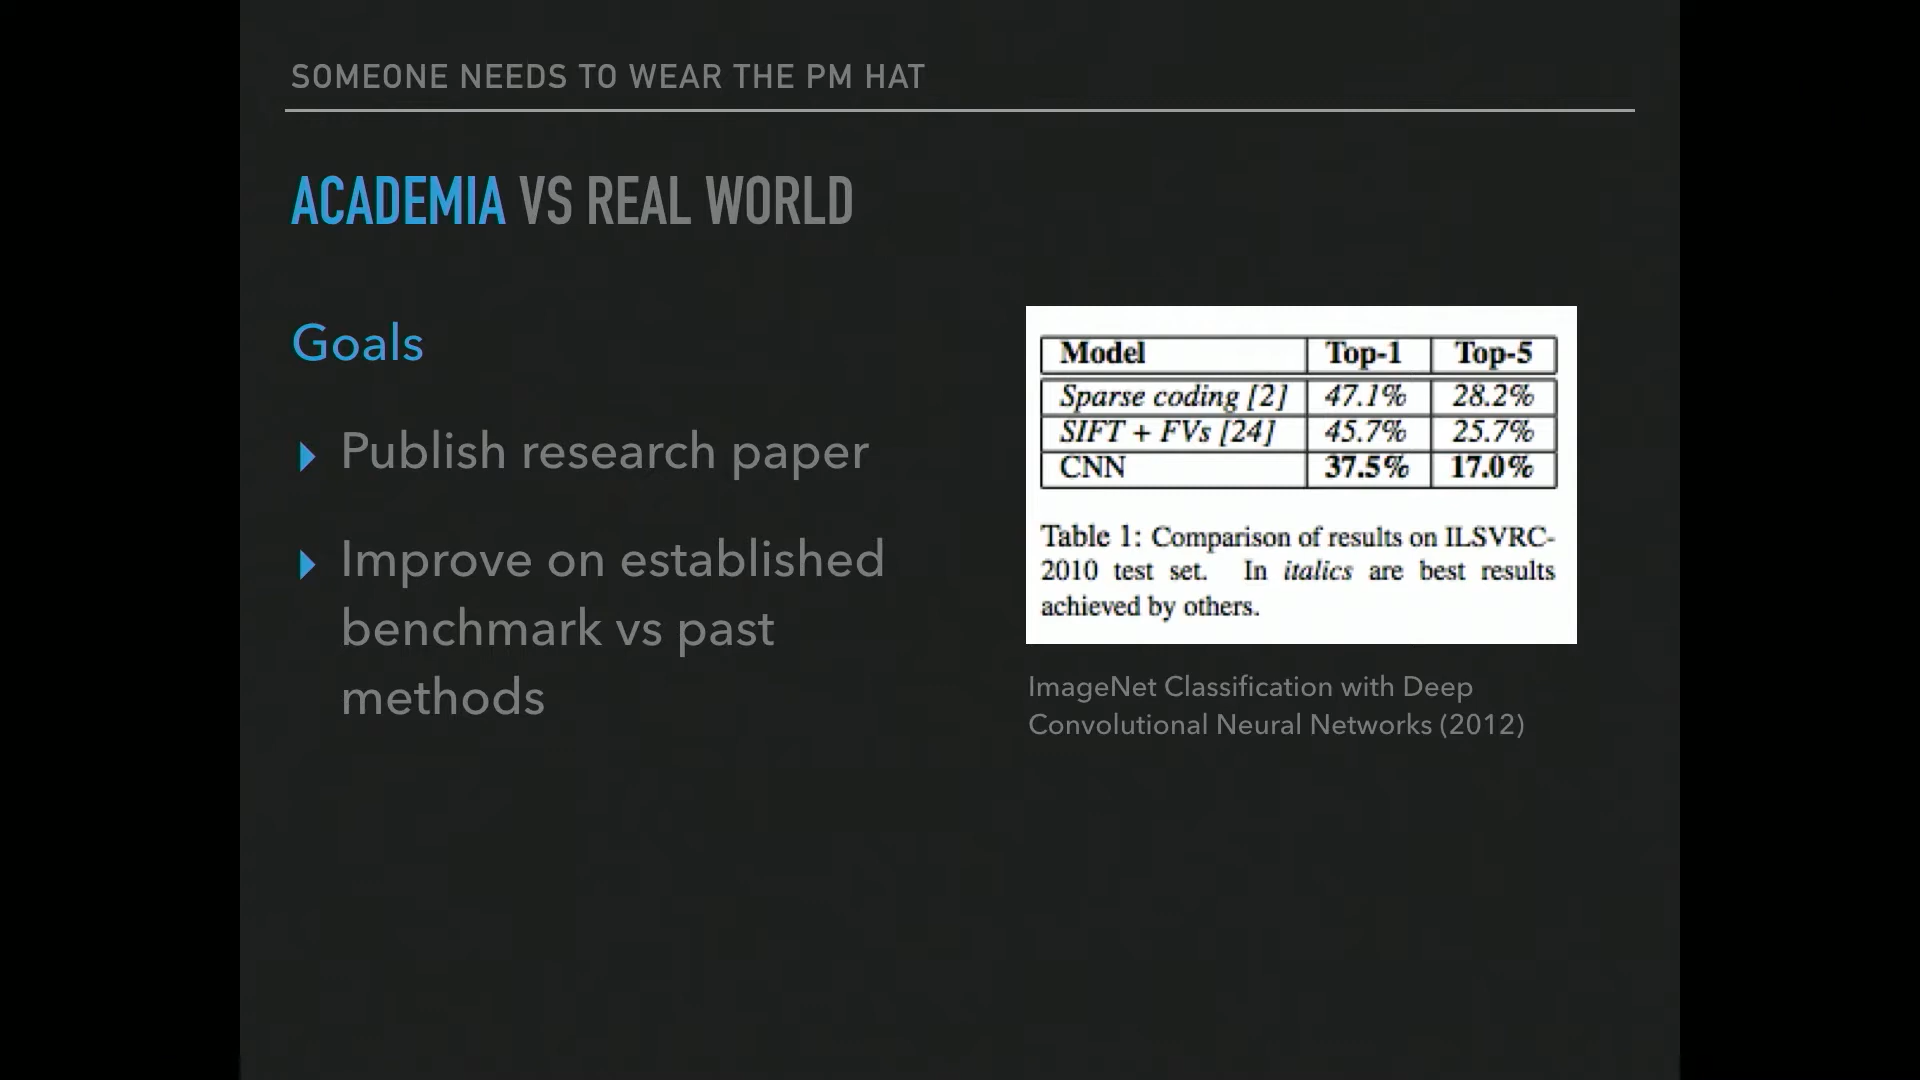 SOMEONE NEEDS TO WEAR THE PM HAT
ACADEMIA VS REAL WORLD
Goals
Publish research paper
Improve on established
benchmark vs past
methods
Model Top-1 Top-5
Sparse coding [2] 47.1% 28.2%
SIFT + FVs [24] 45.7% 25.7%
CNN 37.5% 17.0%
Table 1: Comparison of results on ILSVRC-
2010 test set. In italics are best results
achieved by others.
ImageNet Classification with Deep
Convolutional Neural Networks (2012)